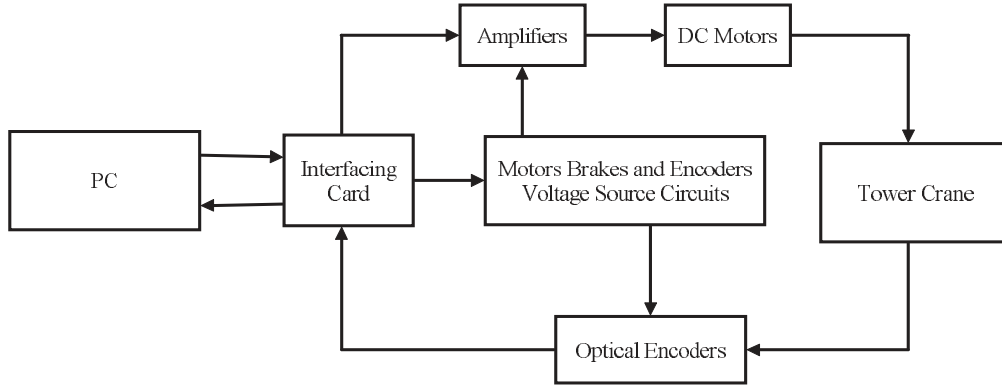 Amplifiers
DC Motors
PC
Interfacing
Card
Motors Brakes and Encoders
Voltage Source Circuits
Tower Crane
Optical Encoders